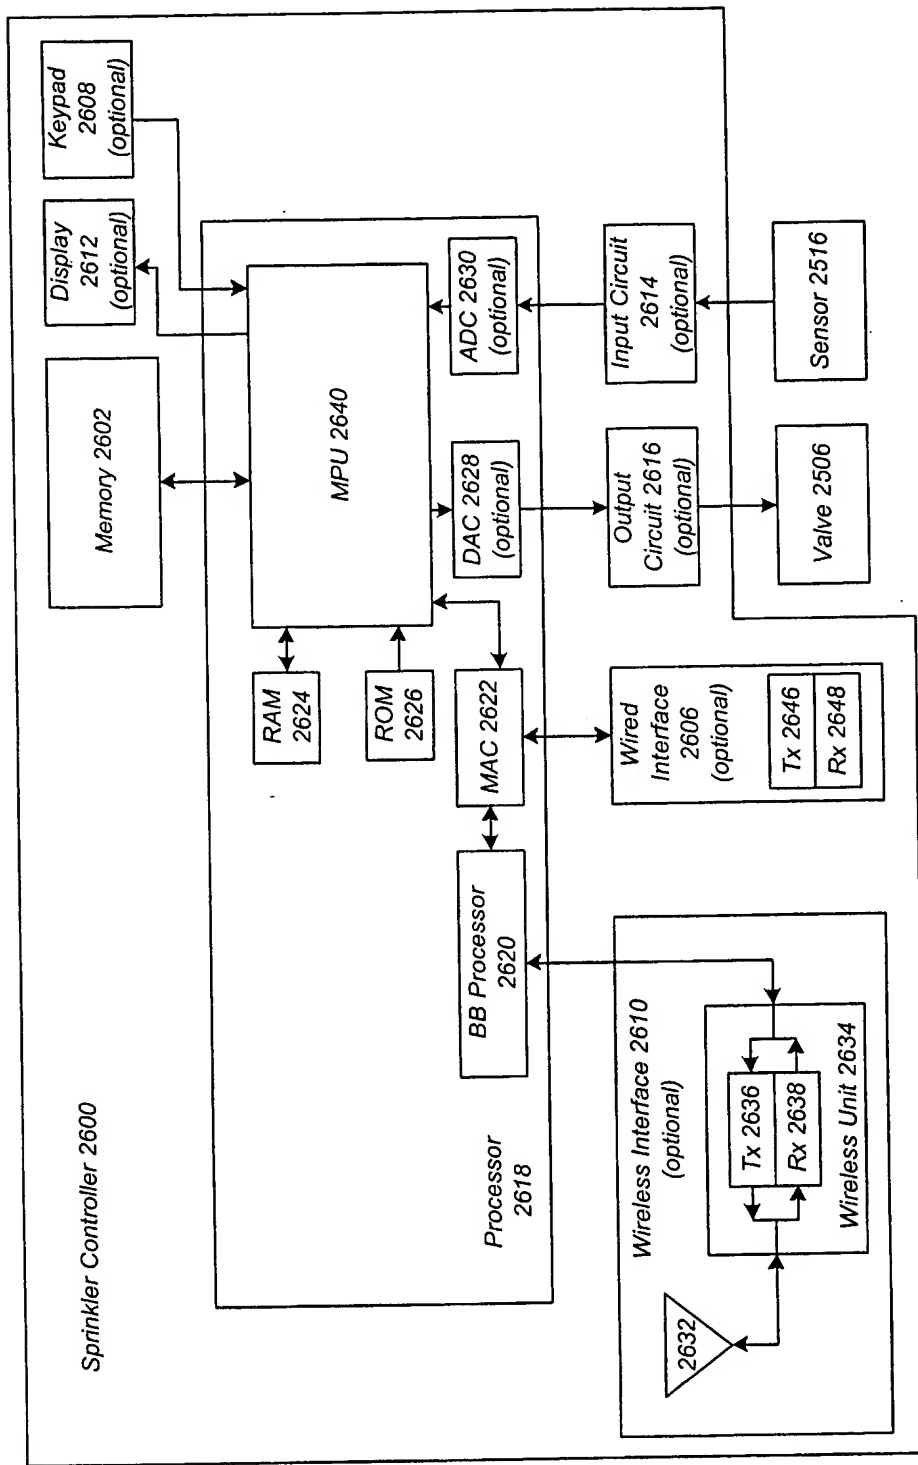 Sprinkler Controller 2600
Memory 2602
Display
2612
(optional)
Keypad
2608
(optional)
Processor
2618
RAM
2624
ROM
2626
MPU 2640
BB Processor
2620
MAC 2622
DAC 2628
(optional)
ADC 2630
(optional)
Wireless Interface 2610
(optional)
2632
Tx 2636
Rx 2638
Wireless Unit 2634
Wired
Interface
2606
(optional)
Tx 2646
Rx 2648
Output
Circuit 2616
(optional)
Input Circuit
2614
(optional)
Valve 2506
Sensor 2516